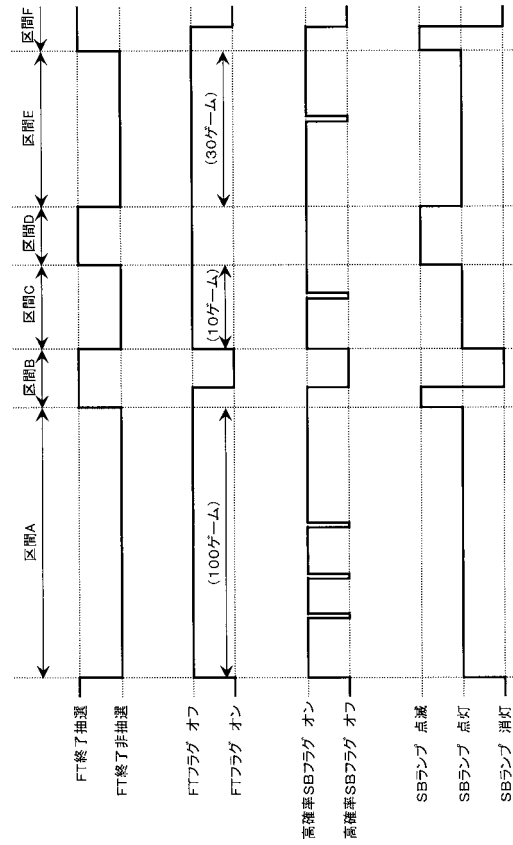 区間A
区間B
区間C
区間D
区間E
区間F
FT終了抽選
FT終了非抽選
FTフラグ オフ
FTフラグ オン
(100ゲーム)
(10ゲーム)
(30ゲーム)
高確率SBフラグ オン
高確率SBフラグ オフ
SBランプ 点滅
SBランプ 点灯
SBランプ 消灯